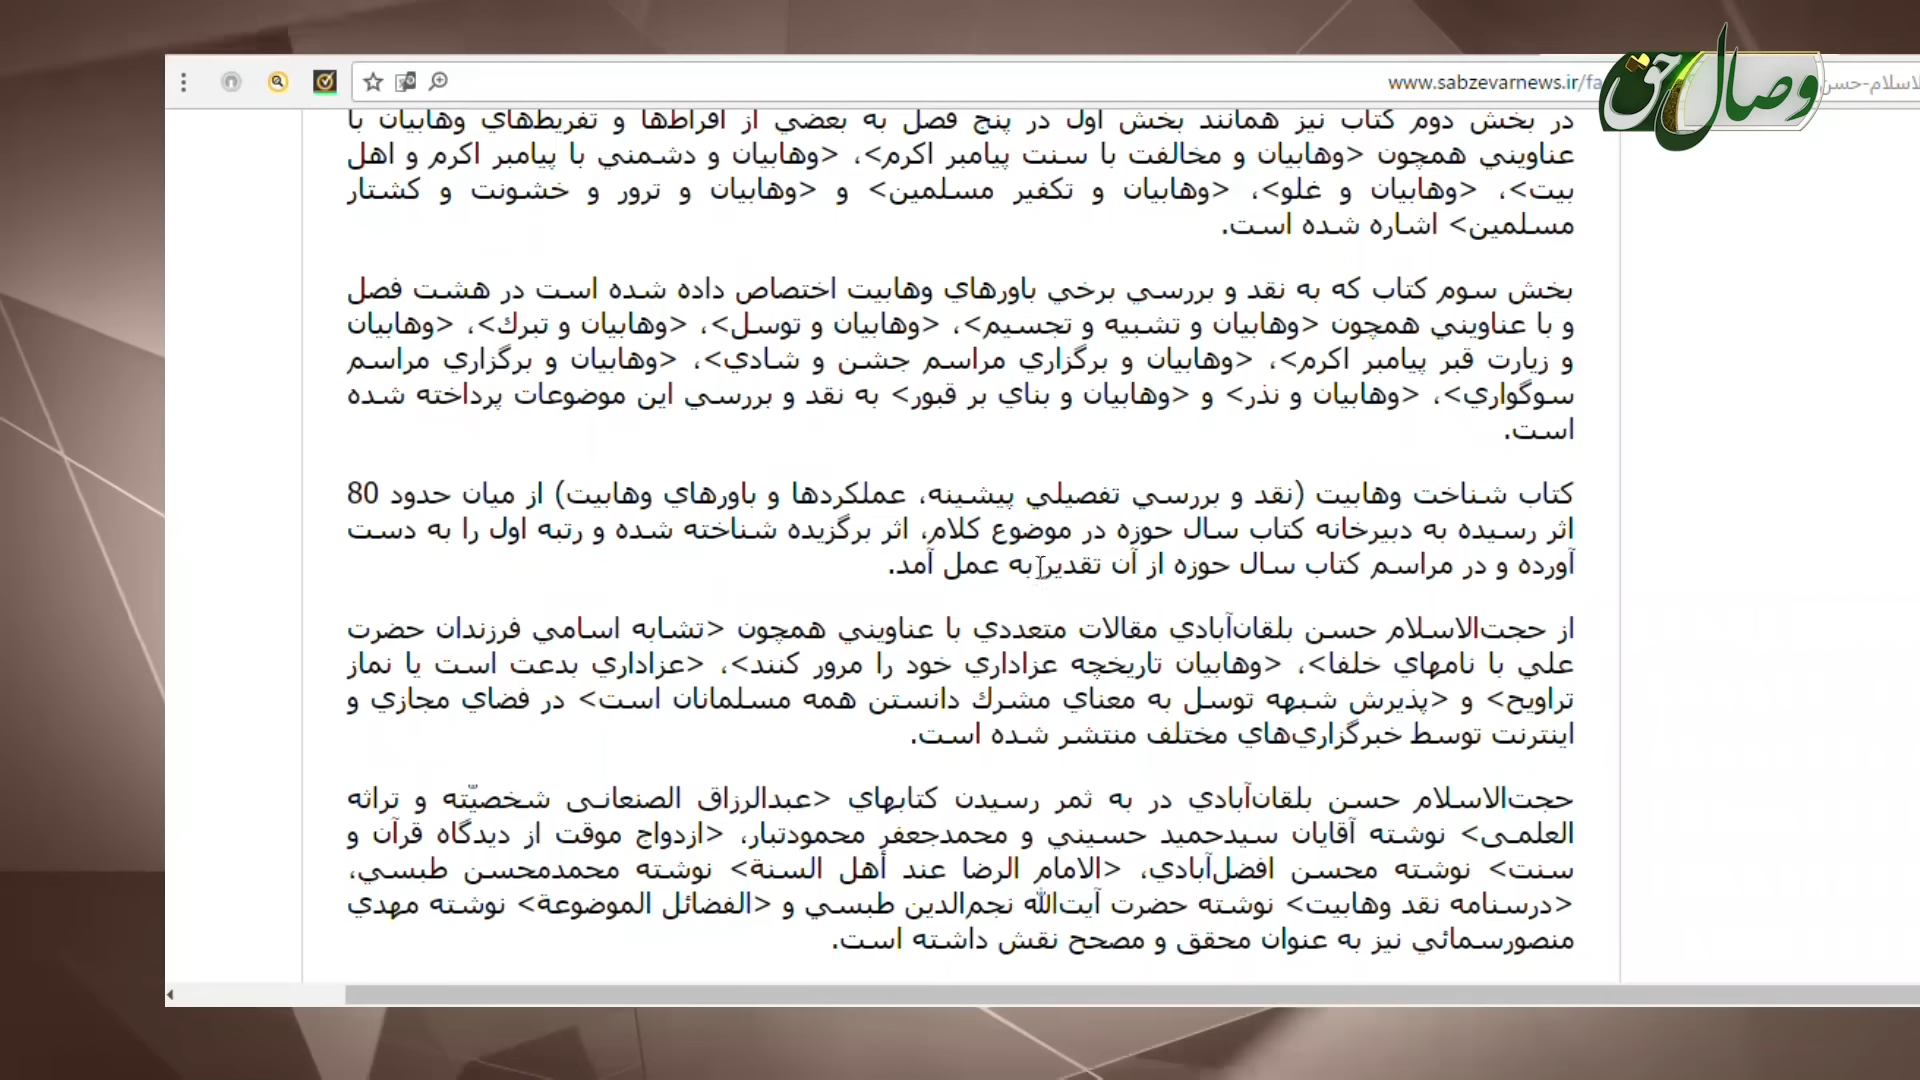 www.sabzevarnews.ir/fa
الاسلام-حسن
وصال حق
در بخش دوم كتاب نيز همانند بخش اول در پنج فصل به بعضي از افراطها و تفريطهاي وهابيان با
عناويني همچون <وهابيان و مخالفت با سنت پيامبر اكرم>، <وهابيان و دشمني با پيامبر اكرم و اهل
بيت>، <وهابيان و غلو>، <وهابيان و تكفير مسلمين> و <وهابيان و ترور و خشونت و كشتار
مسلمين> اشاره شده است.
بخش سوم كتاب كه به نقد و بررسي برخي باورهاي وهابيت اختصاص داده شده است در هشت فصل
و با عناويني همچون <وهابيان و تشبيه و تجسيم>، <وهابيان و توسل>، <وهابيان و تبرك>، <وهابيان
و زيارت قبر پيامبر اكرم>، <وهابيان و برگزاري مراسم جشن و شادي>، <وهابيان و برگزاري مراسم
سوگواري>، <وهابيان و نذر> و <وهابيان و بناي بر قبور> به نقد و بررسي اين موضوعات پرداخته شده
است.
كتاب شناخت وهابيت (نقد و بررسي تفصيلي پيشينه، عملكردها و باورهاي وهابيت) از ميان حدود 80
اثر رسيده به دبيرخانه كتاب سال حوزه در موضوع كلام، اثر برگزيده شناخته شده و رتبه اول را به دست
آورده و در مراسم كتاب سال حوزه از آن تقدير به عمل آمد.
از حجت‌الاسلام حسن بلقان‌آبادي مقالات متعددي با عناويني همچون <تشابه اسامي فرزندان حضرت
علي با نامهاي خلفا>، <وهابيان تاريخچه عزاداري خود را مرور كنند>، <عزاداري بدعت است يا نماز
تراويح> و <پذيرش شبهه توسل به معناي مشرك دانستن همه مسلمانان است> در فضاي مجازي و
اينترنت توسط خبرگزاري‌هاي مختلف منتشر شده است.
حجت‌الاسلام حسن بلقان‌آبادي در به ثمر رسيدن كتابهاي <عبدالرزاق الصنعانی شخصیّته و تراثه
العلمی> نوشته آقايان سيدحميد حسيني و محمدجعفر محمودتبار، <ازدواج موقت از ديدگاه قرآن و
سنت> نوشته محسن افضل‌آبادي، <الامام الرضا عند أهل السنة> نوشته محمدمحسن طبسي،
<درسنامه نقد وهابيت> نوشته حضرت آيت‌الله نجم‌الدين طبسي و <الفضائل الموضوعة> نوشته مهدي
منصورسمائي نيز به عنوان محقق و مصحح نقش داشته است.